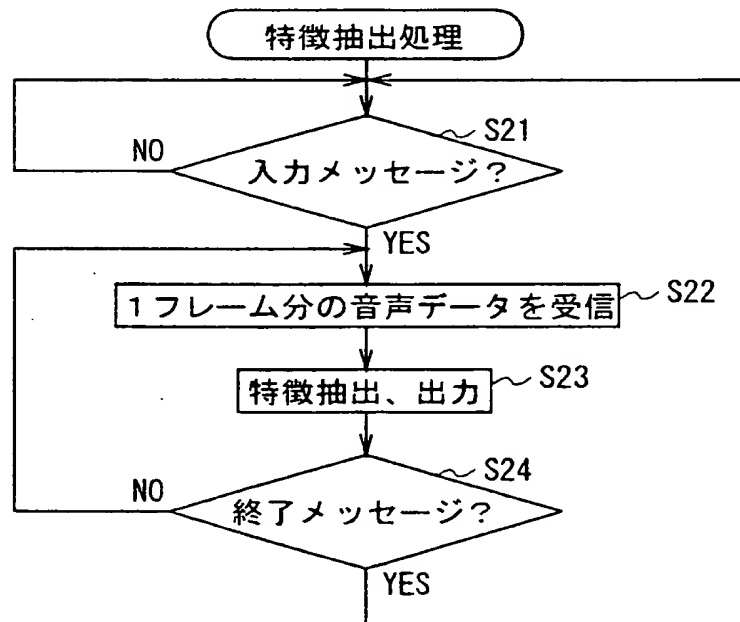 特徴抽出処理
S21
NO
入力メッセージ?
YES
1フレーム分の音声データを受信
S22
特徴抽出、出力
S23
S24
NO
終了メッセージ?
YES